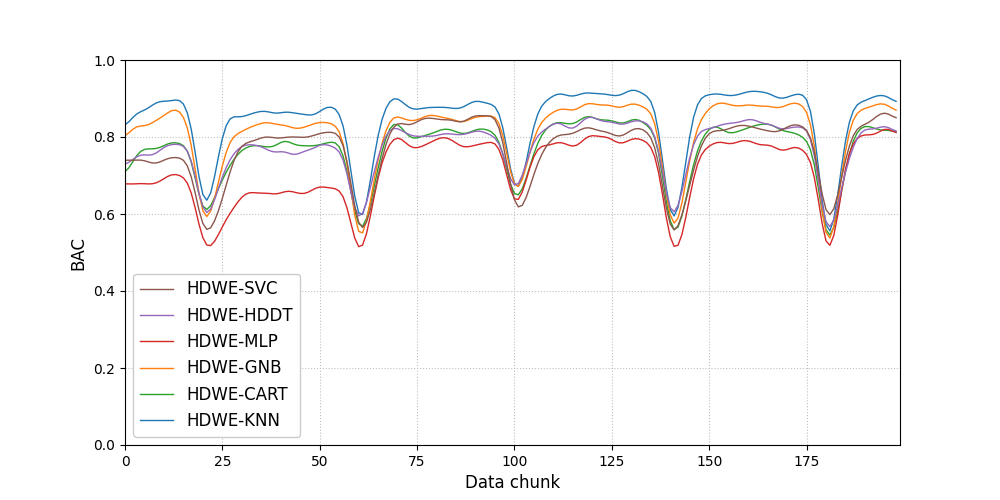 1.0
0.8
0.6
0.4
0.2
0.0
BAC
HDWE-SVC
HDWE-HDDT
HDWE-MLP
HDWE-GNB
HDWE-CART
HDWE-KNN
0 25 50 75 100 125 150 175
Data chunk